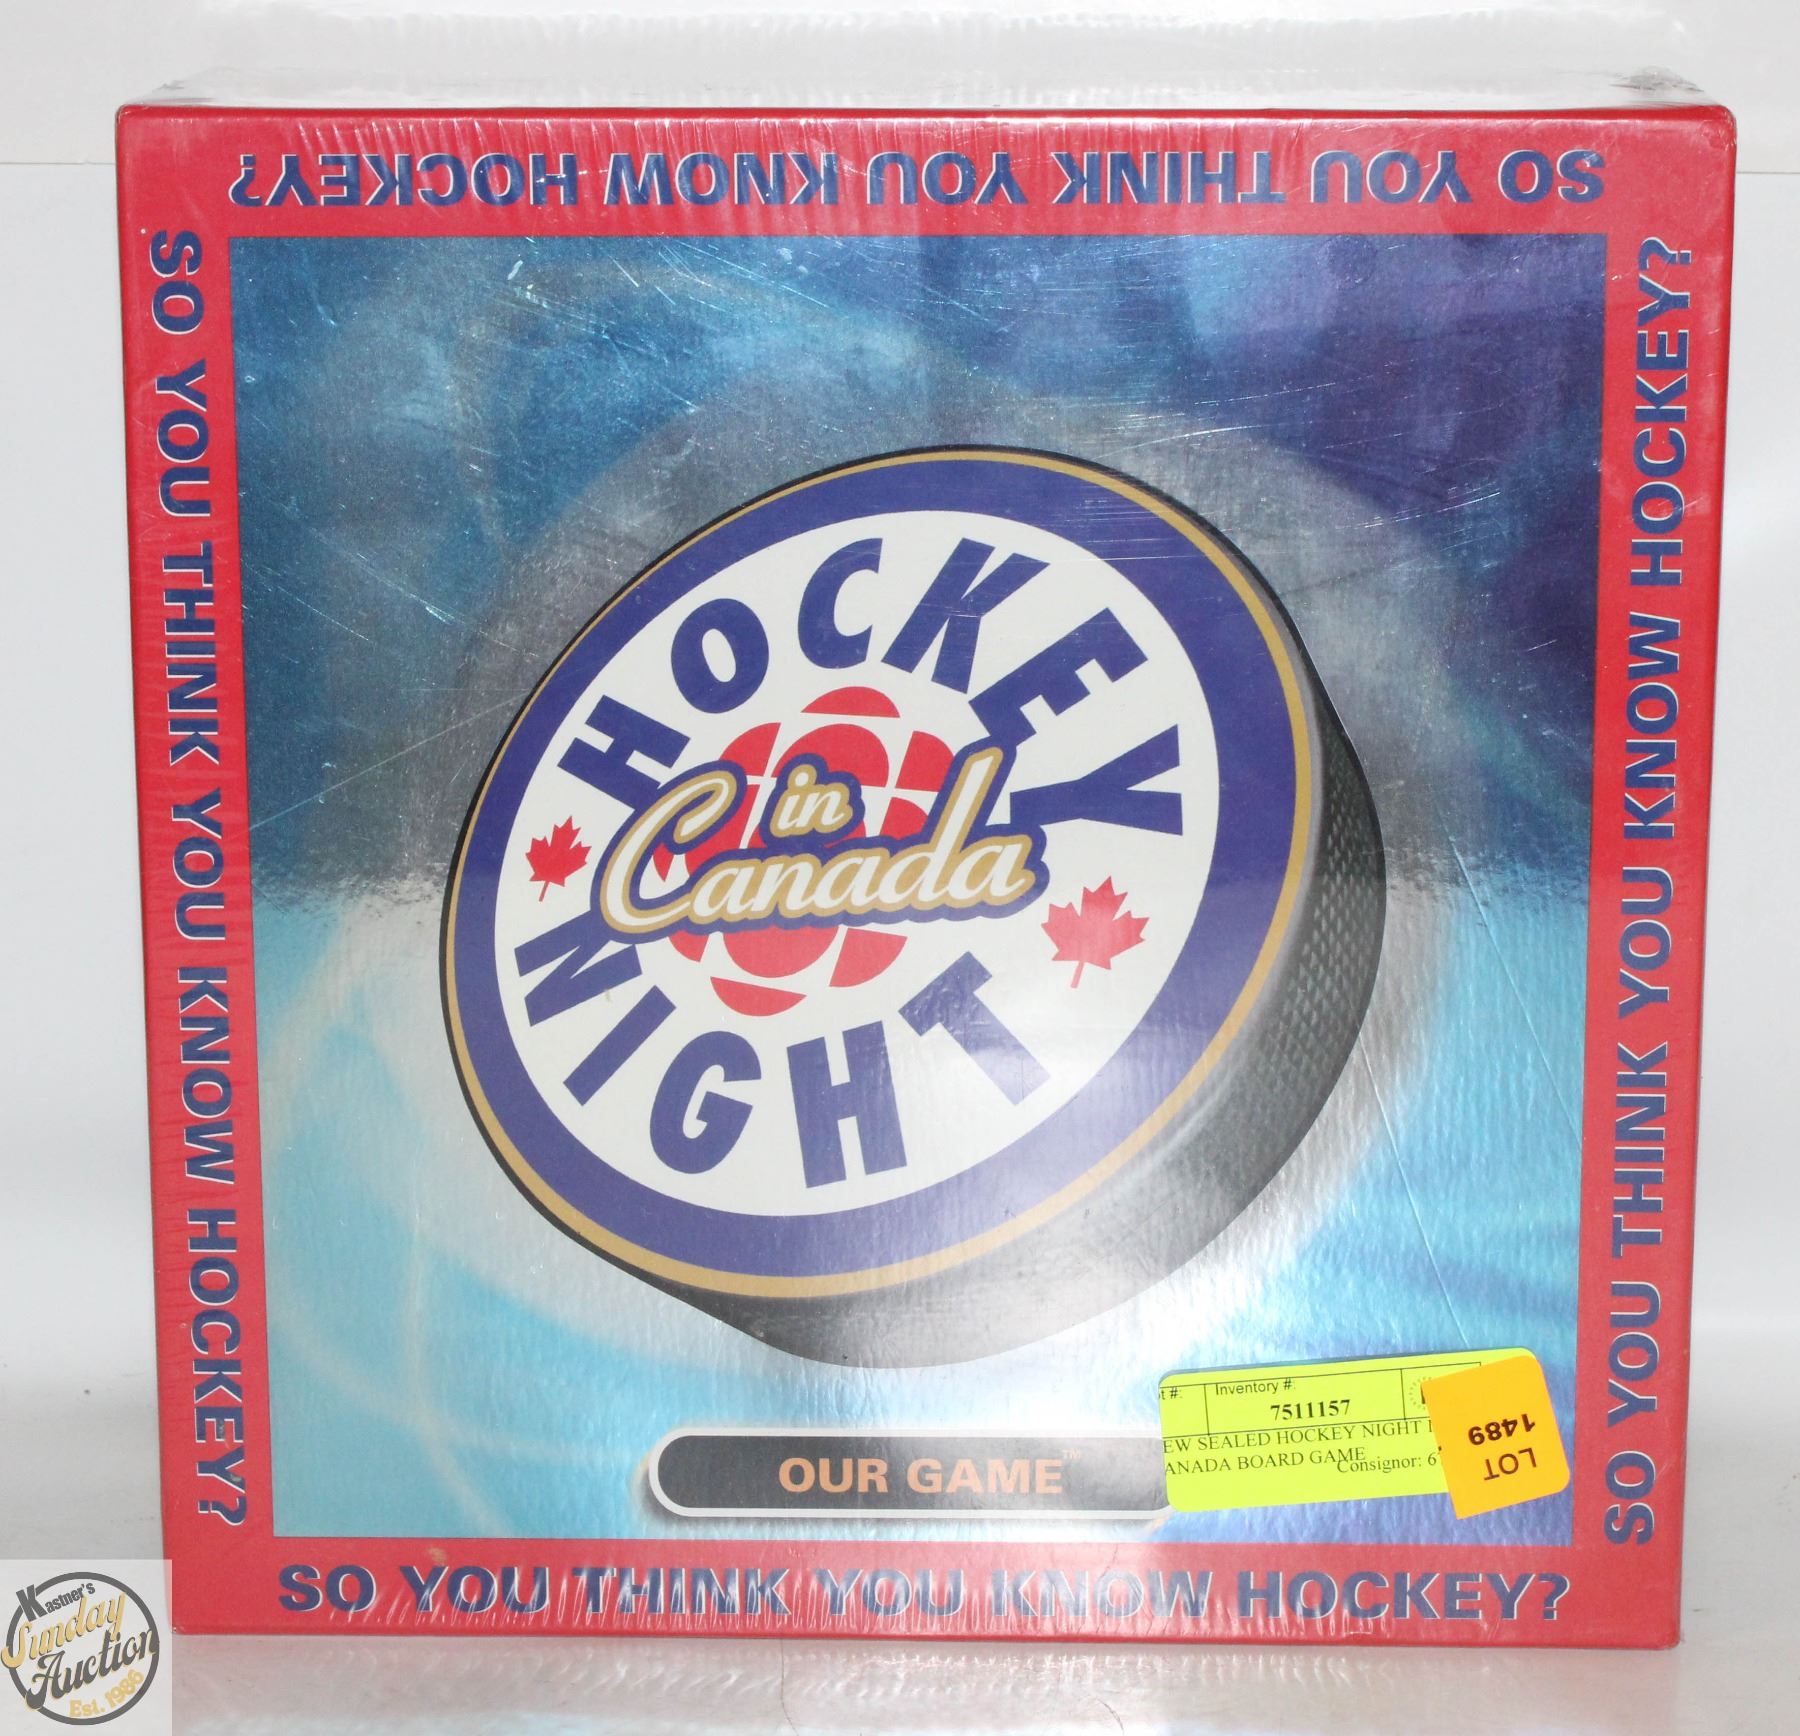 SO YOU THINK YOU KNOW HOCKEY?
SO YOU THINK YOU KNOW HOCKEY?
SO YOU THINK YOU KNOW HOCKEY?
HOCKEY
in
Canada
NIGHT
OUR GAME™
t #:
Inventory #:
7511157
EW SEALED HOCKEY NIGHT
ANADA BOARD GAME
Consignor: 6
LOT
1489
SO YOU THINK YOU KNOW HOCKEY?
Kastner's
Sunday
Auction
Est. 1986